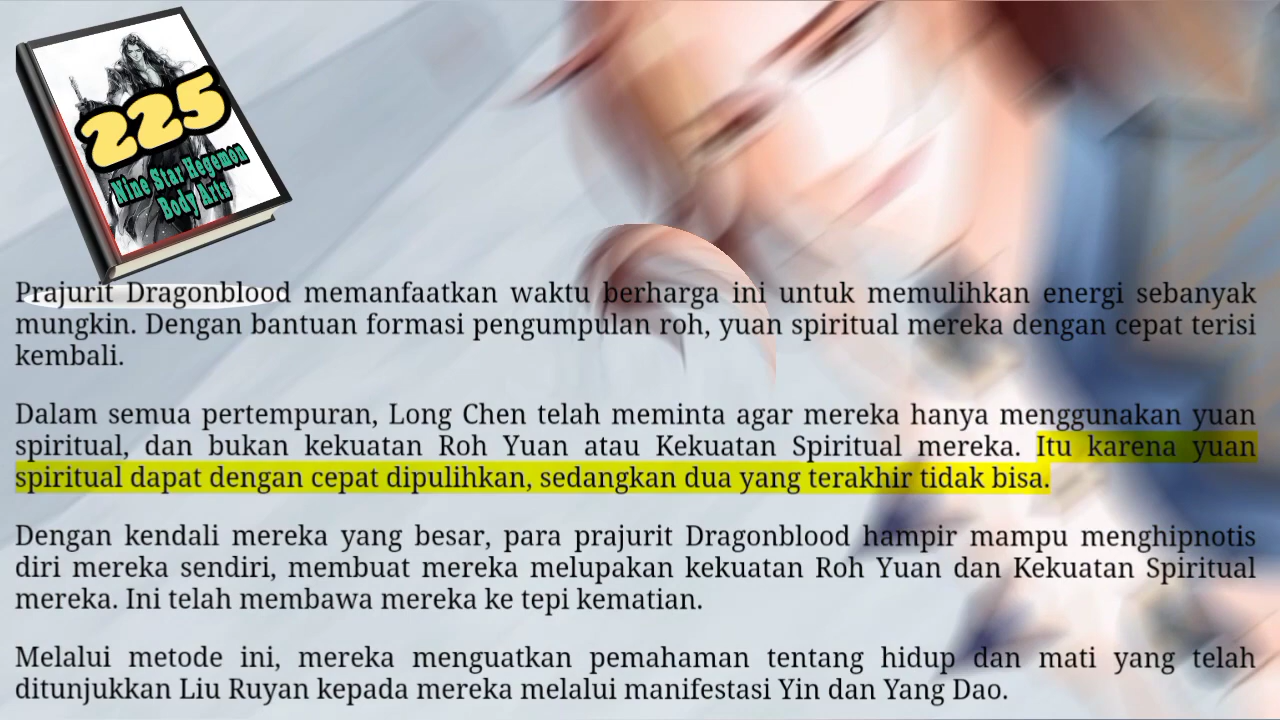 225
Nine Star Hegemon
Body Arts
Prajurit Dragonblood memanfaatkan waktu berharga ini untuk memulihkan energi sebanyak
mungkin. Dengan bantuan formasi pengumpulan roh, yuan spiritual mereka dengan cepat terisi
kembali.
Dalam semua pertempuran, Long Chen telah meminta agar mereka hanya menggunakan yuan
spiritual, dan bukan kekuatan Roh Yuan atau Kekuatan Spiritual mereka. Itu karena yuan
spiritual dapat dengan cepat dipulihkan, sedangkan dua yang terakhir tidak bisa.
Dengan kendali mereka yang besar, para prajurit Dragonblood hampir mampu menghipnotis
diri mereka sendiri, membuat mereka melupakan kekuatan Roh Yuan dan Kekuatan Spiritual
mereka. Ini telah membawa mereka ke tepi kematian.
Melalui metode ini, mereka menguatkan pemahaman tentang hidup dan mati yang telah
ditunjukkan Liu Ruyan kepada mereka melalui manifestasi Yin dan Yang Dao.